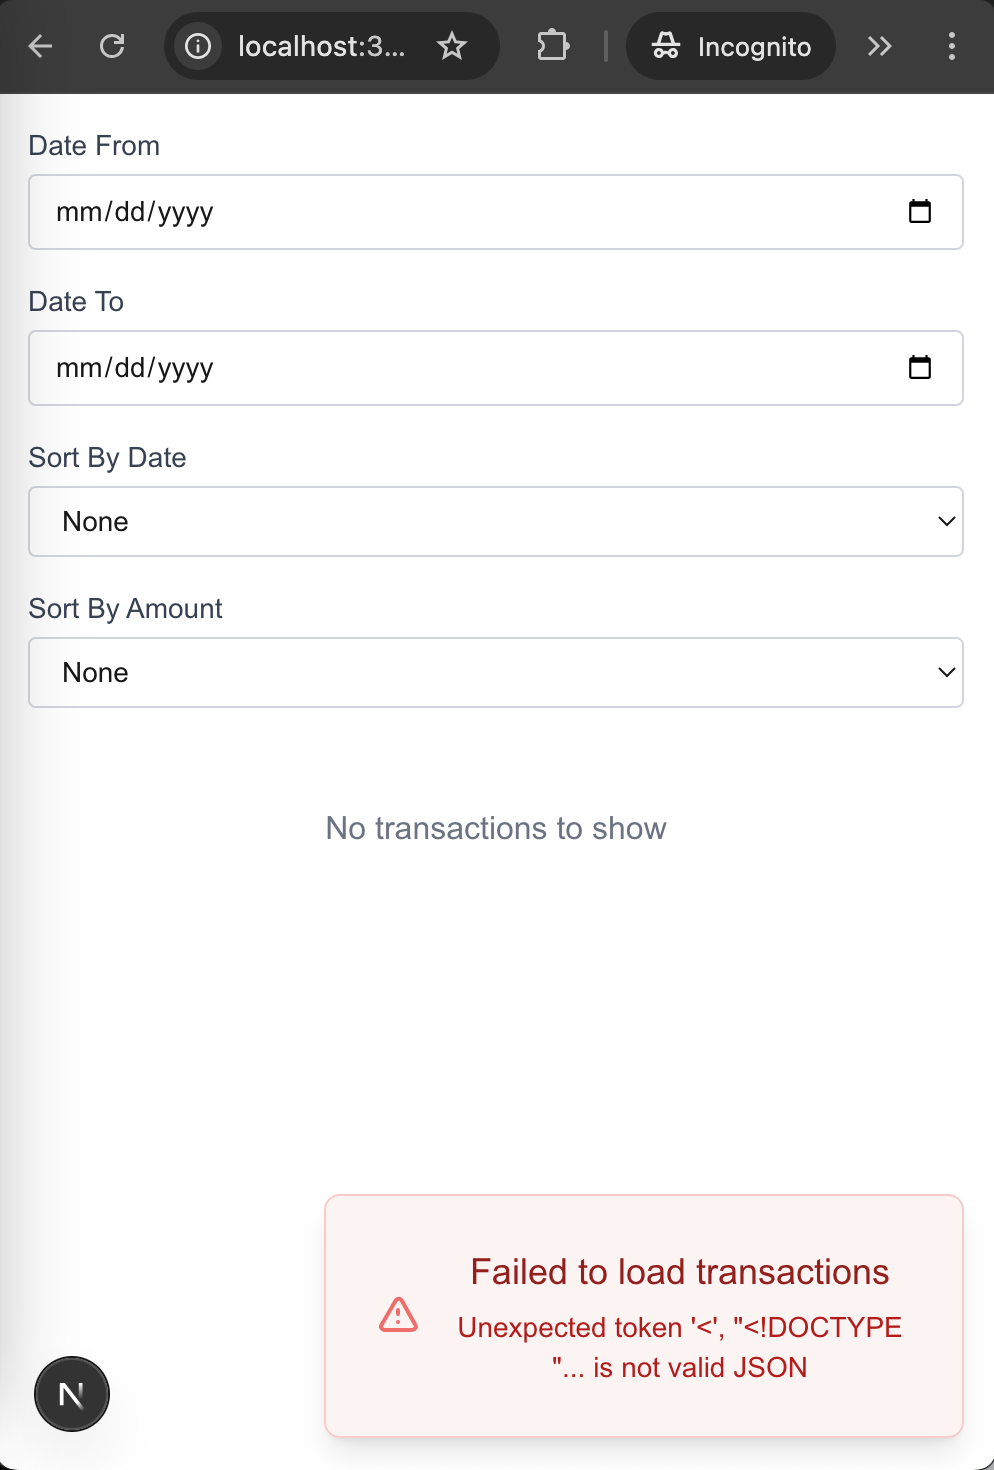 localhost:3...
Incognito
Date From
mm/dd/yyyy
Date To
mm/dd/yyyy
Sort By Date
None
Sort By Amount
None
No transactions to show
Failed to load transactions
Unexpected token '<', "<!DOCTYPE
"... is not valid JSON
N